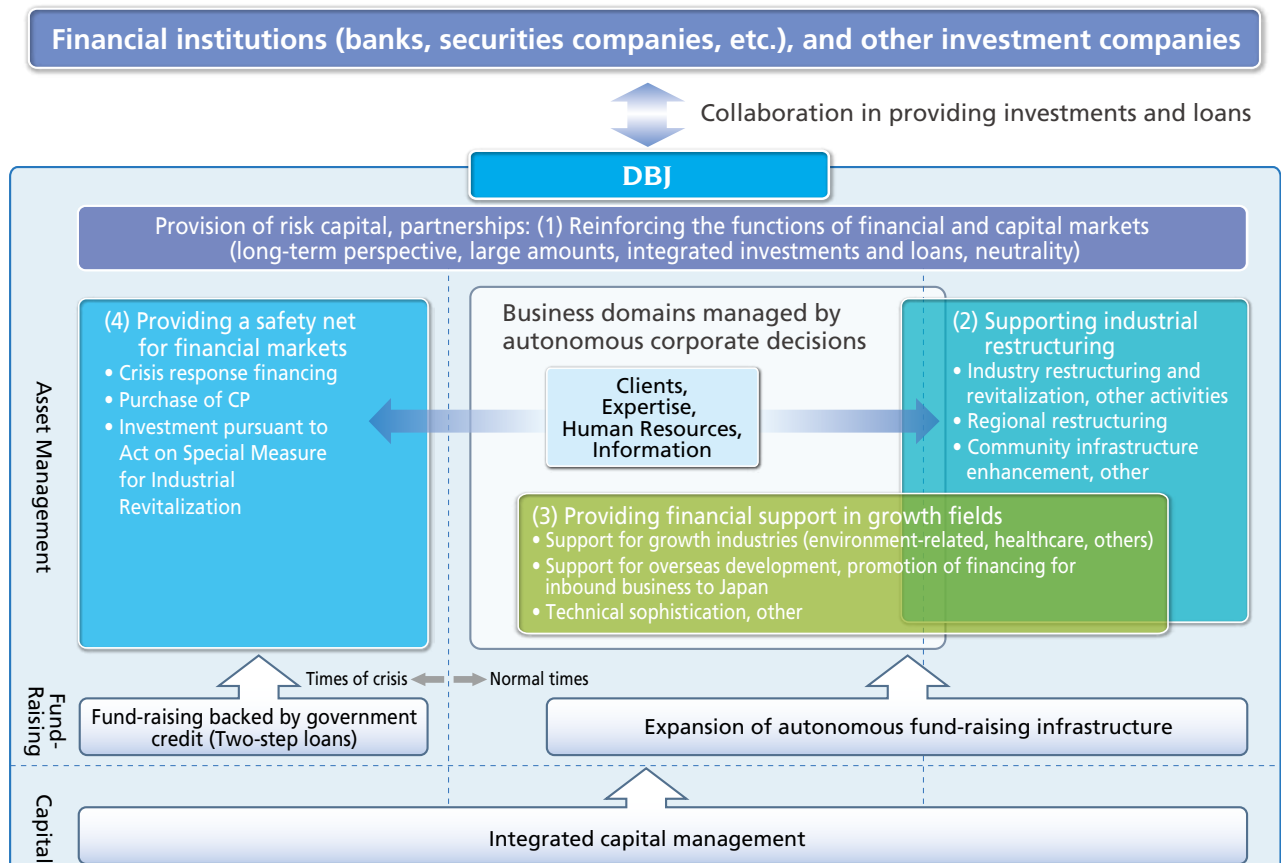 Financial institutions (banks, securities companies, etc.), and other investment companies
Collaboration in providing investments and loans
DBJ
Provision of risk capital, partnerships: (1) Reinforcing the functions of financial and capital markets
(long-term perspective, large amounts, integrated investments and loans, neutrality)
Asset Management
(4) Providing a safety net
for financial markets
• Crisis response financing
• Purchase of CP
• Investment pursuant to
Act on Special Measure
for Industrial
Revitalization
Business domains managed by
autonomous corporate decisions
Clients,
Expertise,
Human Resources,
Information
(2) Supporting industrial
restructuring
• Industry restructuring and
revitalization, other activities
• Regional restructuring
• Community infrastructure
enhancement, other
(3) Providing financial support in growth fields
• Support for growth industries (environment-related, healthcare, others)
• Support for overseas development, promotion of financing for
inbound business to Japan
• Technical sophistication, other
Times of crisis
Normal times
Fund-
Raising
Fund-raising backed by government
credit (Two-step loans)
Expansion of autonomous fund-raising infrastructure
Capital
Integrated capital management